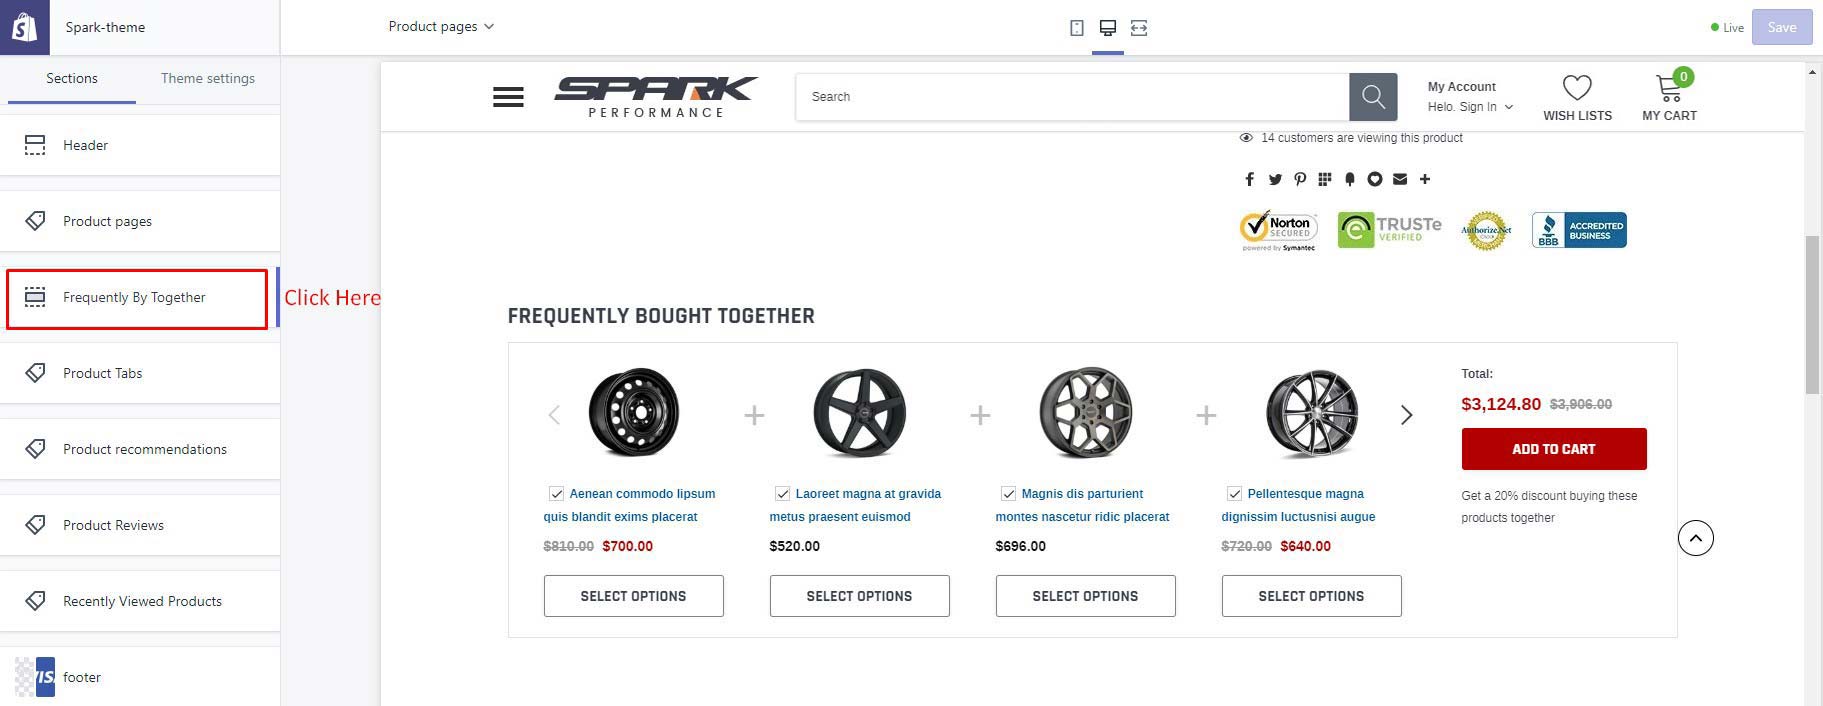 Spark-theme
Product pages
Live
Save
Sections
Theme settings
Header
Product pages
Frequently By Together
Click Here
Product Tabs
Product recommendations
Product Reviews
Recently Viewed Products
VISA
footer
SPARK
PERFORMANCE
Search
My Account
Helo. Sign In
WISH LISTS
0
MY CART
14 customers are viewing this product
Norton
SECURED
powered by Symantec
TRUSTe
VERIFIED
Authorize.Net
BBB
ACCREDITED
BUSINESS
FREQUENTLY BOUGHT TOGETHER
Aenean commodo lipsum
quis blandit exims placerat
$810.00 $700.00
SELECT OPTIONS
Laoreet magna at gravida
metus praesent euismod
$520.00
SELECT OPTIONS
Magnis dis parturient
montes nascetur ridic placerat
$696.00
SELECT OPTIONS
Pellentesque magna
dignissim luctusnisi augue
$720.00 $640.00
SELECT OPTIONS
Total:
$3,124.80 $3,906.00
ADD TO CART
Get a 20% discount buying these
products together